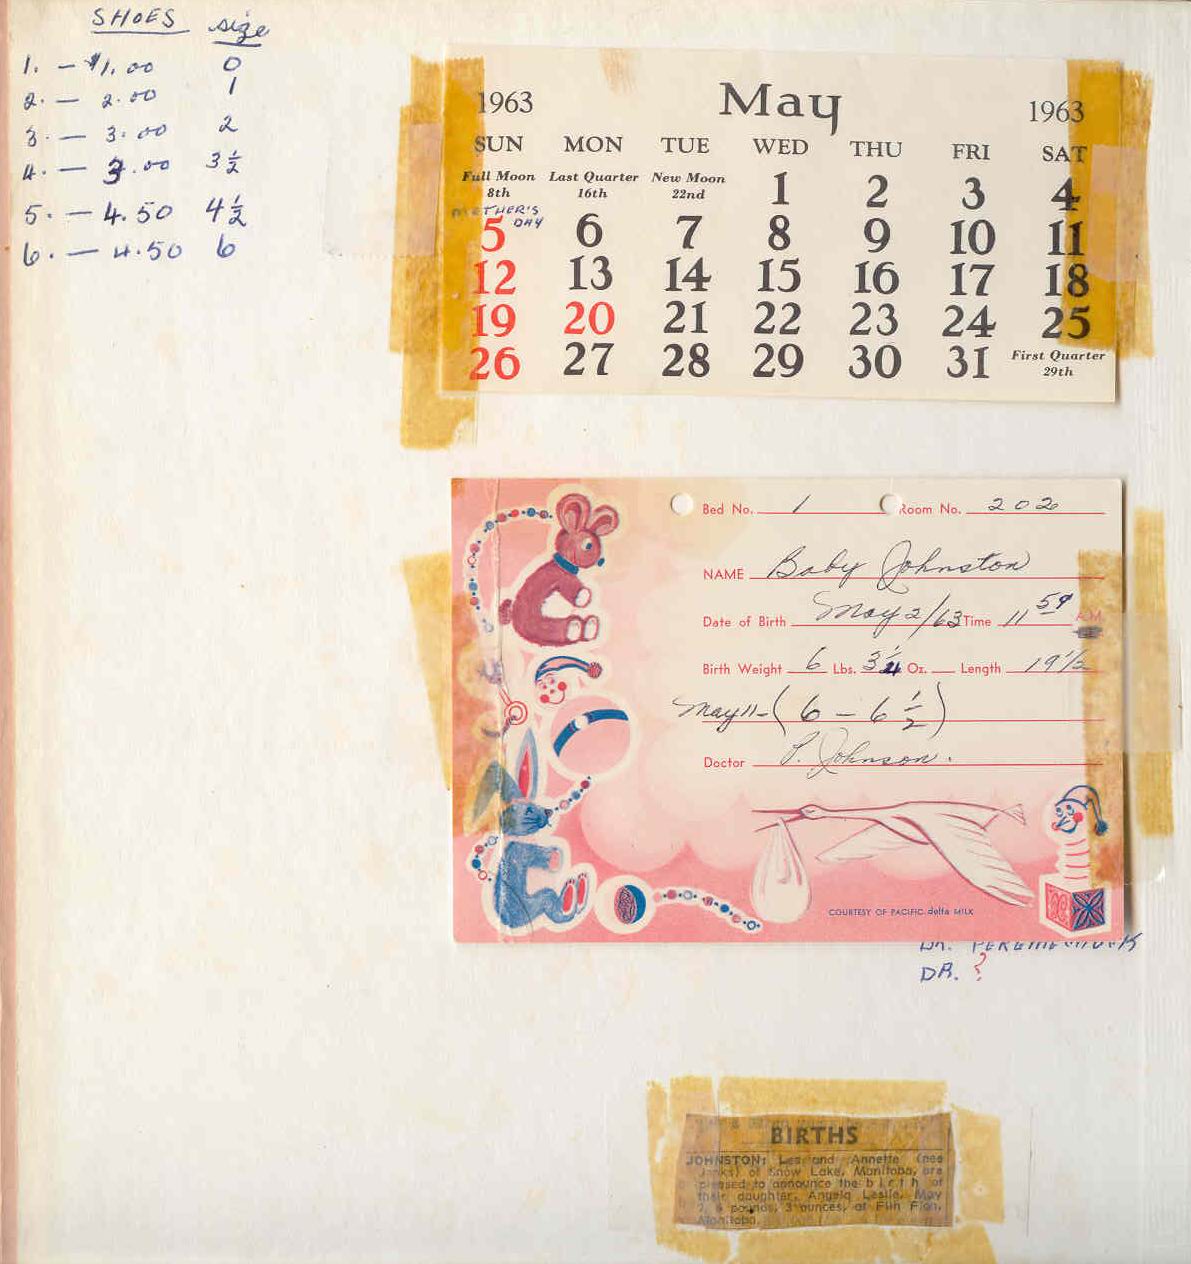 SHOES size
1. — $1.00 0
2. — 2.00 1
3. — 3.00 2
4. — 3.00 3½
5. — 4.50 4½
6. — 4.50 6
1963 May 1963
SUN MON TUE WED THU FRI SAT
Full Moon 8th Last Quarter 16th New Moon 22nd 1 2 3 4
MOTHER'S DAY
5 6 7 8 9 10 11
12 13 14 15 16 17 18
19 20 21 22 23 24 25
26 27 28 29 30 31 First Quarter 29th
Bed No. 1 Room No. 202
NAME Baby Johnston
Date of Birth May 2/63 Time 11 59 A.M.
Birth Weight 6 Lbs. 3¼ Oz. Length 19½
May 11 - (6 - 6½)
Doctor P. Johnson.
COURTESY OF PACIFIC delta MILK
DR.
DR. ?
BIRTHS
JOHNSTON: Les and Annette (nee
Janks) of Snow Lake, Manitoba, are
pleased to announce the birth of
their daughter, Angela Leslie, May
2, 6 pounds, 3 ounces, at Flin Flon,
Manitoba.